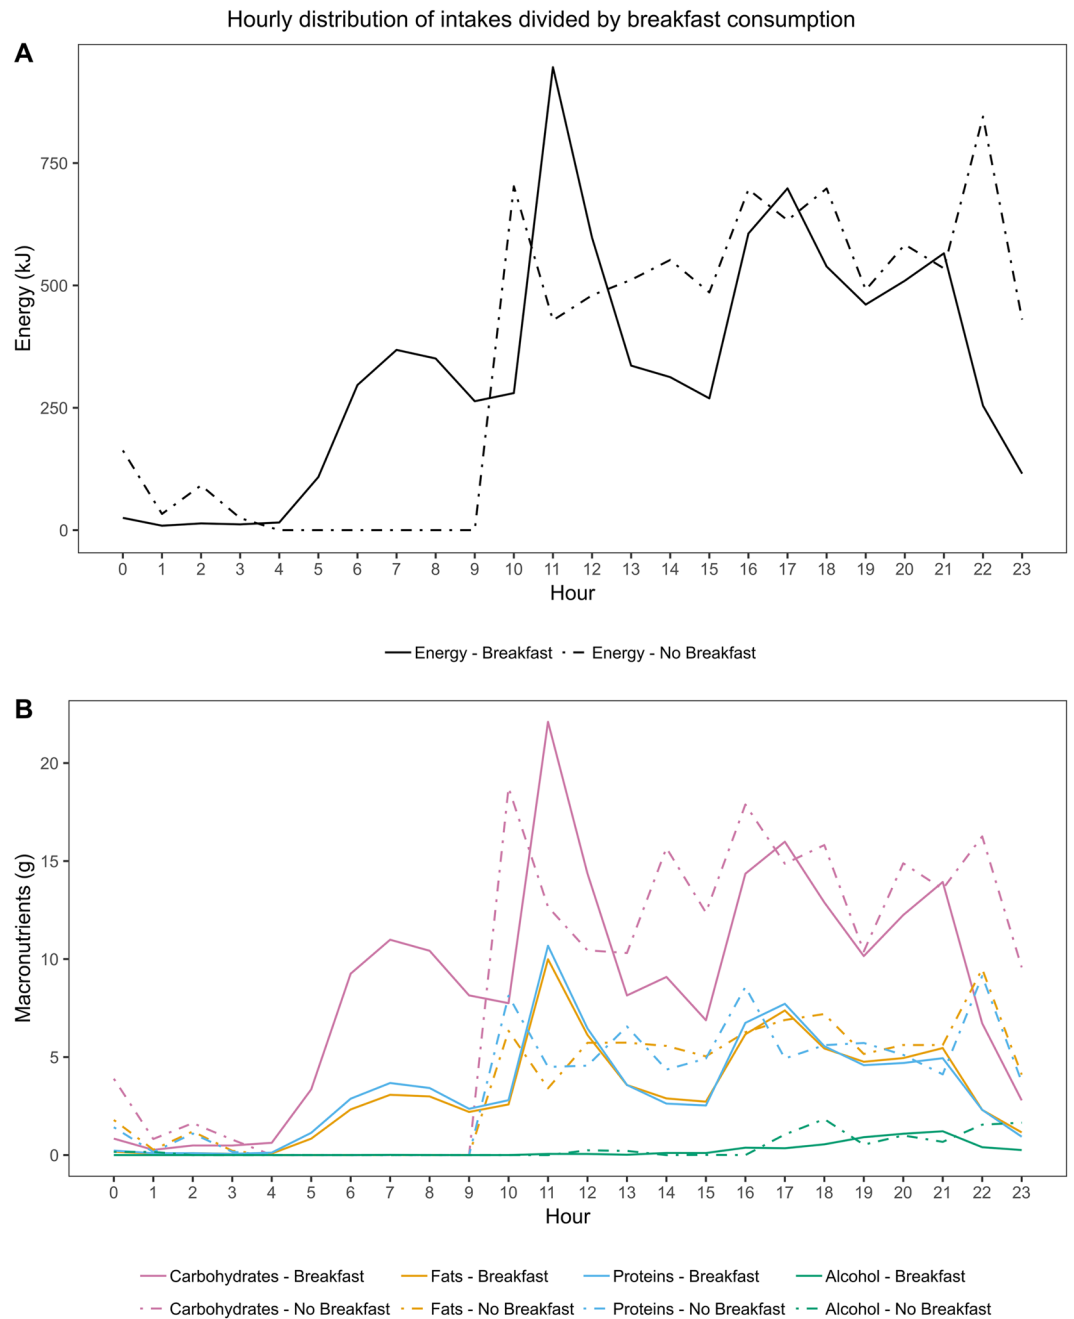 Hourly distribution of intakes divided by breakfast consumption
A
Energy (kJ)
750
500
250
0
0 1 2 3 4 5 6 7 8 9 10 11 12 13 14 15 16 17 18 19 20 21 22 23
Hour
Energy - Breakfast Energy - No Breakfast
B
Macronutrients (g)
20
15
10
5
0
0 1 2 3 4 5 6 7 8 9 10 11 12 13 14 15 16 17 18 19 20 21 22 23
Hour
Carbohydrates - Breakfast Fats - Breakfast Proteins - Breakfast Alcohol - Breakfast
Carbohydrates - No Breakfast Fats - No Breakfast Proteins - No Breakfast Alcohol - No Breakfast